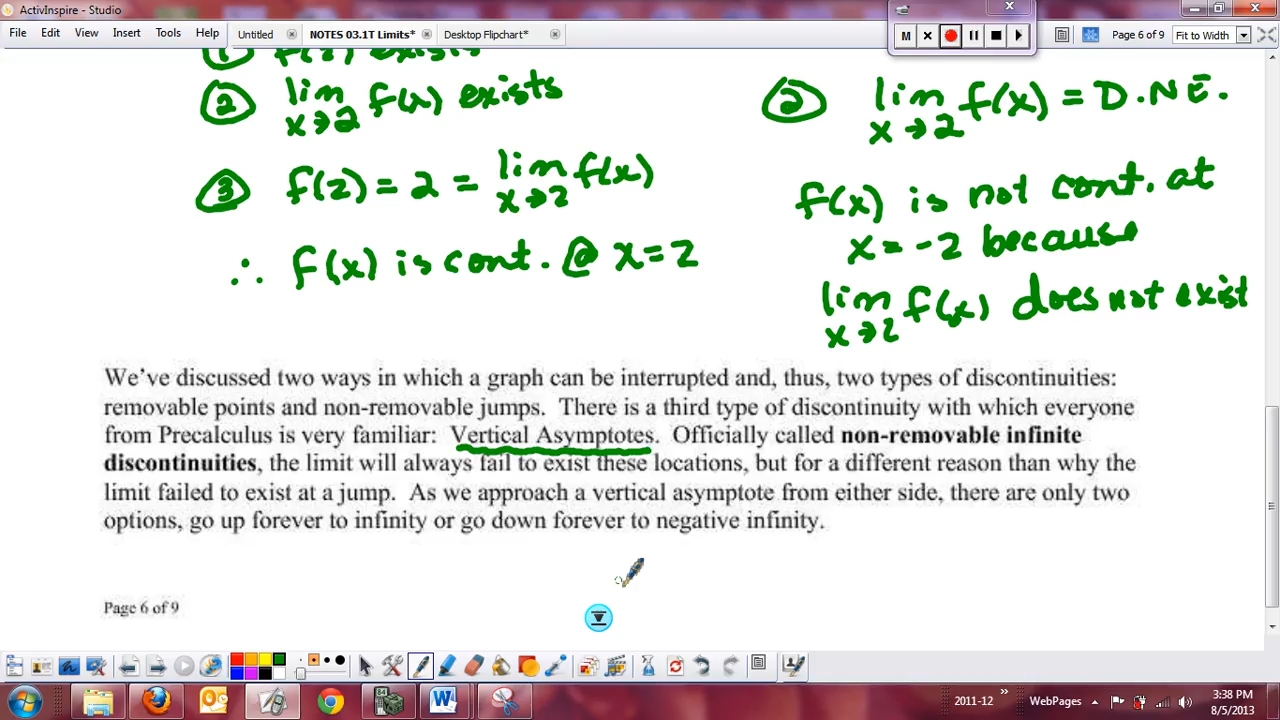 ActivInspire - Studio
File Edit View Insert Tools Help Untitled NOTES 03.1T Limits* Desktop Flipchart* M Page 6 of 9 Fit to Width
① f(2) exists
② lim x→2 f(x) exists
③ f(2) = 2 = lim x→2 f(x)
∴ f(x) is cont. @ x=2
② lim x→2 f(x) = D.N.E.
f(x) is not cont. at
x = -2 because
lim x→2 f(x) does not exist
We've discussed two ways in which a graph can be interrupted and, thus, two types of discontinuities:
removable points and non-removable jumps. There is a third type of discontinuity with which everyone
from Precalculus is very familiar: Vertical Asymptotes. Officially called non-removable infinite
discontinuities, the limit will always fail to exist these locations, but for a different reason than why the
limit failed to exist at a jump. As we approach a vertical asymptote from either side, there are only two
options, go up forever to infinity or go down forever to negative infinity.
Page 6 of 9
2011-12 » WebPages 3:38 PM
8/5/2013